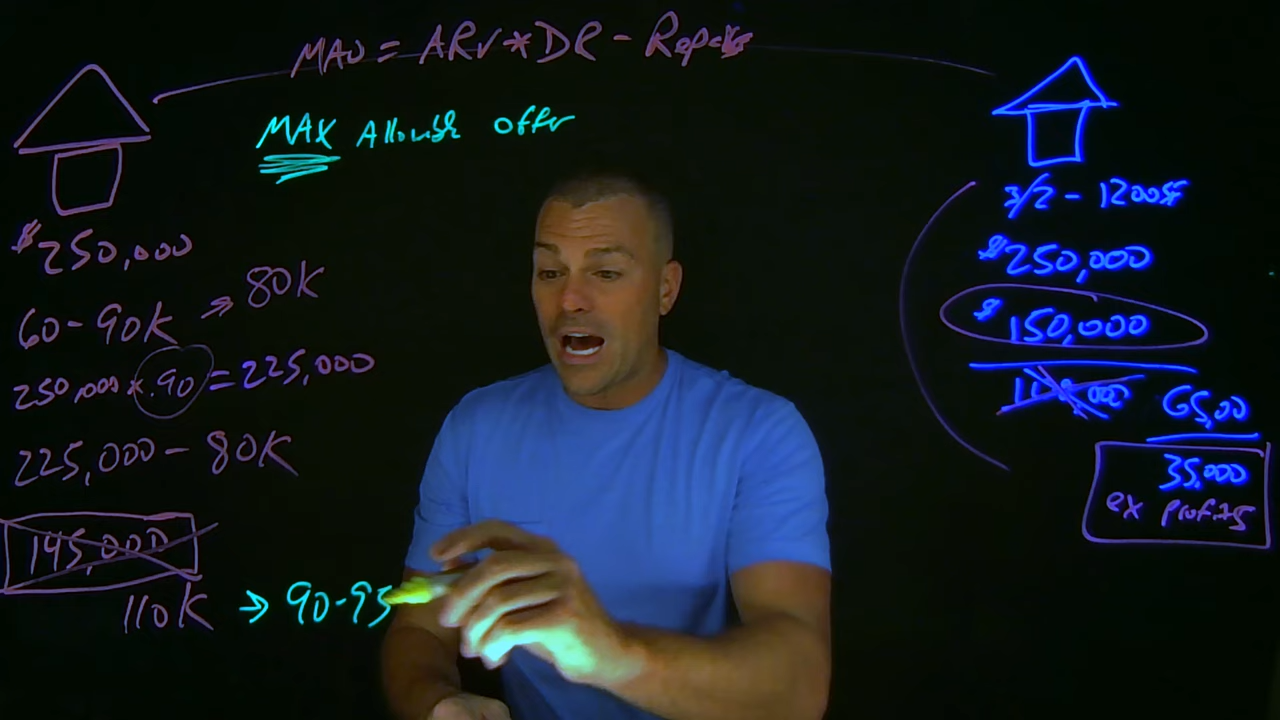 MAO = ARV * DR - Repairs
MAX Allowable Offer
$250,000
60-90K → 80K
250,000 * .90 = 225,000
225,000 - 80K
145,000
110K → 90-95
3/2 - 1200SF
$250,000
$150,000
65,00
35,000
ex profits